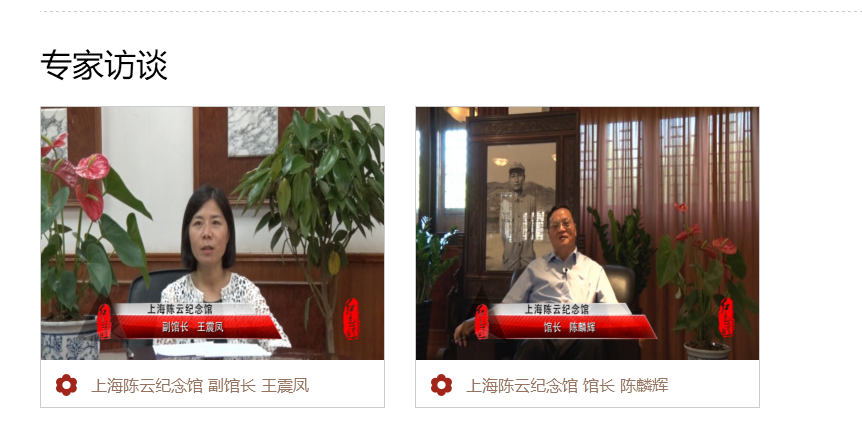 专家访谈
上海陈云纪念馆
副馆长 王震凤
上海陈云纪念馆
馆长 陈麟辉
上海陈云纪念馆 副馆长 王震凤
上海陈云纪念馆 馆长 陈麟辉